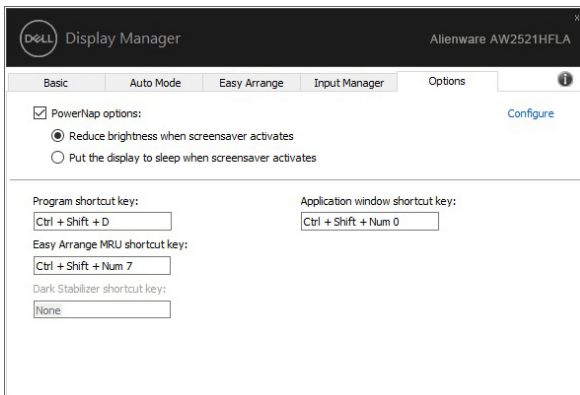 DELL Display Manager
Alienware AW2521HFLA
Basic Auto Mode Easy Arrange Input Manager Options
PowerNap options:
Configure
Reduce brightness when screensaver activates
Put the display to sleep when screensaver activates
Program shortcut key:
Application window shortcut key:
Ctrl + Shift + D
Ctrl + Shift + Num 0
Easy Arrange MRU shortcut key:
Ctrl + Shift + Num 7
Dark Stabilizer shortcut key:
None